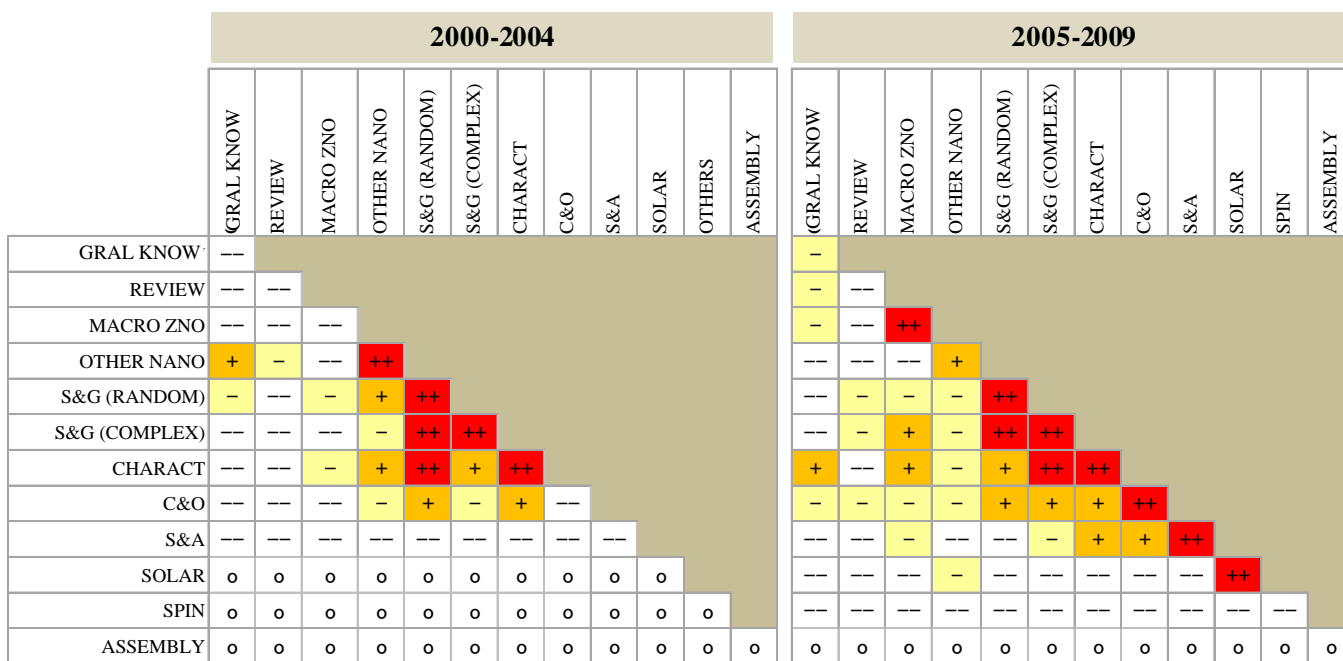 2000-2004 2005-2009
GRAL KNOW REVIEW MACRO ZNO OTHER NANO S&G (RANDOM) S&G (COMPLEX) CHARACT C&O S&A SOLAR OTHERS ASSEMBLY (GRAL KNOW REVIEW MACRO ZNO OTHER NANO S&G (RANDOM) S&G (COMPLEX) CHARACT C&O S&A SOLAR SPIN ASSEMBLY
GRAL KNOW −− −
REVIEW −− −− − −−
MACRO ZNO −− −− −− − −− ++
OTHER NANO + − −− ++ −− −− −− +
S&G (RANDOM) − −− − + ++ −− − − − ++
S&G (COMPLEX) −− −− −− − ++ ++ −− − + − ++ ++
CHARACT −− −− − + ++ + ++ + −− + − + ++ ++
C&O −− −− −− − + − + −− − − − − + + + ++
S&A −− −− −− −− −− −− −− −− −− −− −− − −− −− − + + ++
SOLAR o o o o o o o o o o −− −− −− − −− −− −− −− −− ++
SPIN o o o o o o o o o o o −− −− −− −− −− −− −− −− −− −− −−
ASSEMBLY o o o o o o o o o o o o o o o o o o o o o o o o